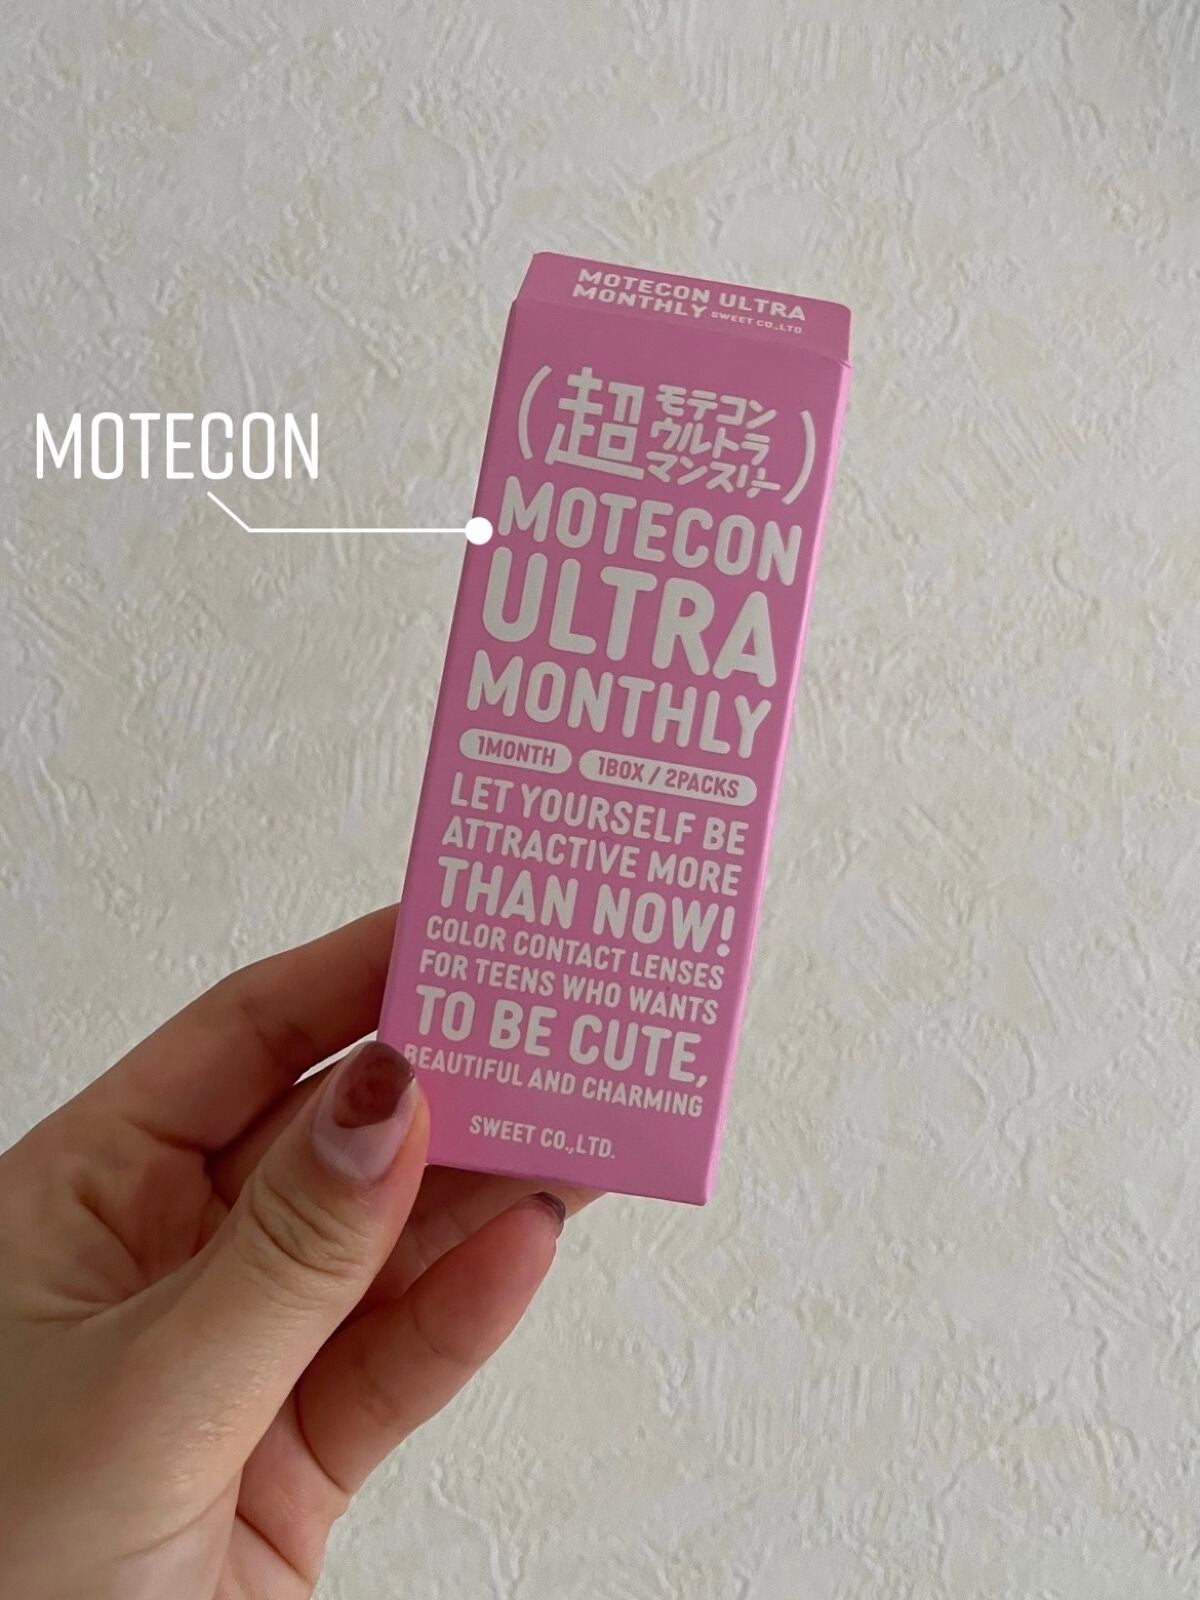 MOTECON
MOTECON ULTRA
MONTHLY SWEET CO.,LTD.
(超 モテコン
ウルトラ
マンスリー)
MOTECON
ULTRA
MONTHLY
1MONTH 1BOX / 2PACKS
LET YOURSELF BE
ATTRACTIVE MORE
THAN NOW!
COLOR CONTACT LENSES
FOR TEENS WHO WANTS
TO BE CUTE,
BEAUTIFUL AND CHARMING
SWEET CO.,LTD.